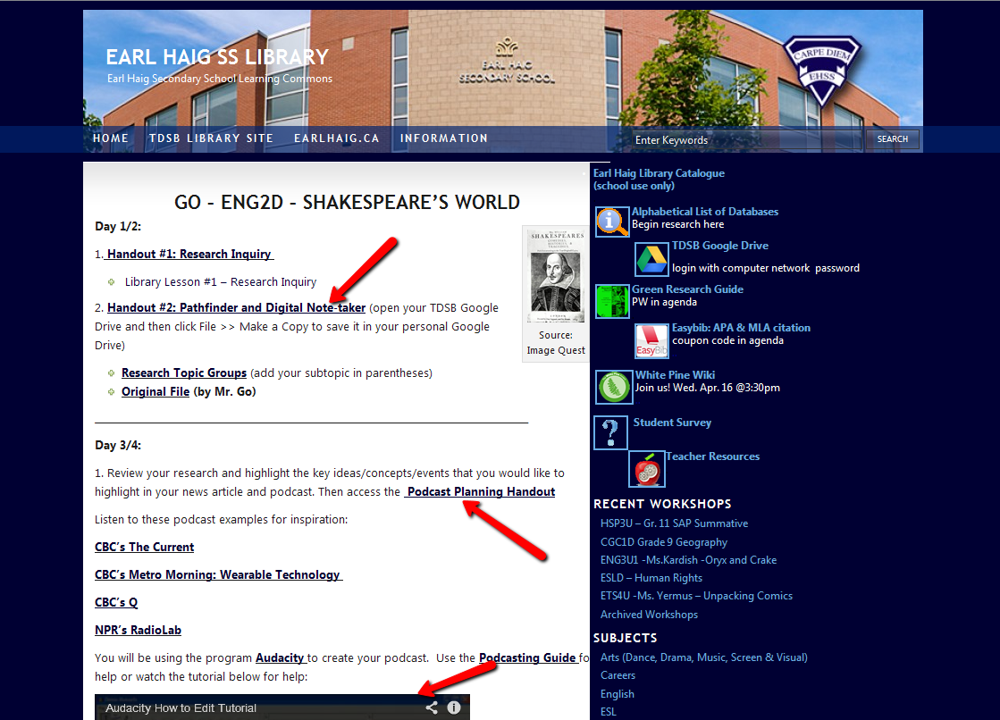 EARL HAIG SS LIBRARY
Earl Haig Secondary School Learning Commons
EARL HAIG
SECONDARY SCHOOL
CARPE DIEM
EHSS
HOME TDSB LIBRARY SITE EARLHAIG.CA INFORMATION
Enter Keywords SEARCH
GO – ENG2D – SHAKESPEARE'S WORLD
Day 1/2:
1. Handout #1: Research Inquiry
Library Lesson #1 – Research Inquiry
2. Handout #2: Pathfinder and Digital Note-taker (open your TDSB Google
Drive and then click File >> Make a Copy to save it in your personal Google
Drive)
SHAKESPEARES
Source:
Image Quest
Research Topic Groups (add your subtopic in parentheses)
Original File (by Mr. Go)
Day 3/4:
1. Review your research and highlight the key ideas/concepts/events that you would like to
highlight in your news article and podcast. Then access the Podcast Planning Handout
Listen to these podcast examples for inspiration:
CBC's The Current
CBC's Metro Morning: Wearable Technology
CBC's Q
NPR's RadioLab
You will be using the program Audacity to create your podcast. Use the Podcasting Guide fo
help or watch the tutorial below for help:
Audacity How to Edit Tutorial
Earl Haig Library Catalogue
(school use only)
Alphabetical List of Databases
Begin research here
TDSB Google Drive
login with computer network password
Green Research Guide
PW in agenda
EasyBib
Easybib: APA & MLA citation
coupon code in agenda
White Pine Wiki
Join us! Wed. Apr. 16 @3:30pm
?
Student Survey
Teacher Resources
RECENT WORKSHOPS
HSP3U – Gr. 11 SAP Summative
CGC1D Grade 9 Geography
ENG3U1 -Ms.Kardish -Oryx and Crake
ESLD – Human Rights
ETS4U -Ms. Yermus – Unpacking Comics
Archived Workshops
SUBJECTS
Arts (Dance, Drama, Music, Screen & Visual)
Careers
English
ESL